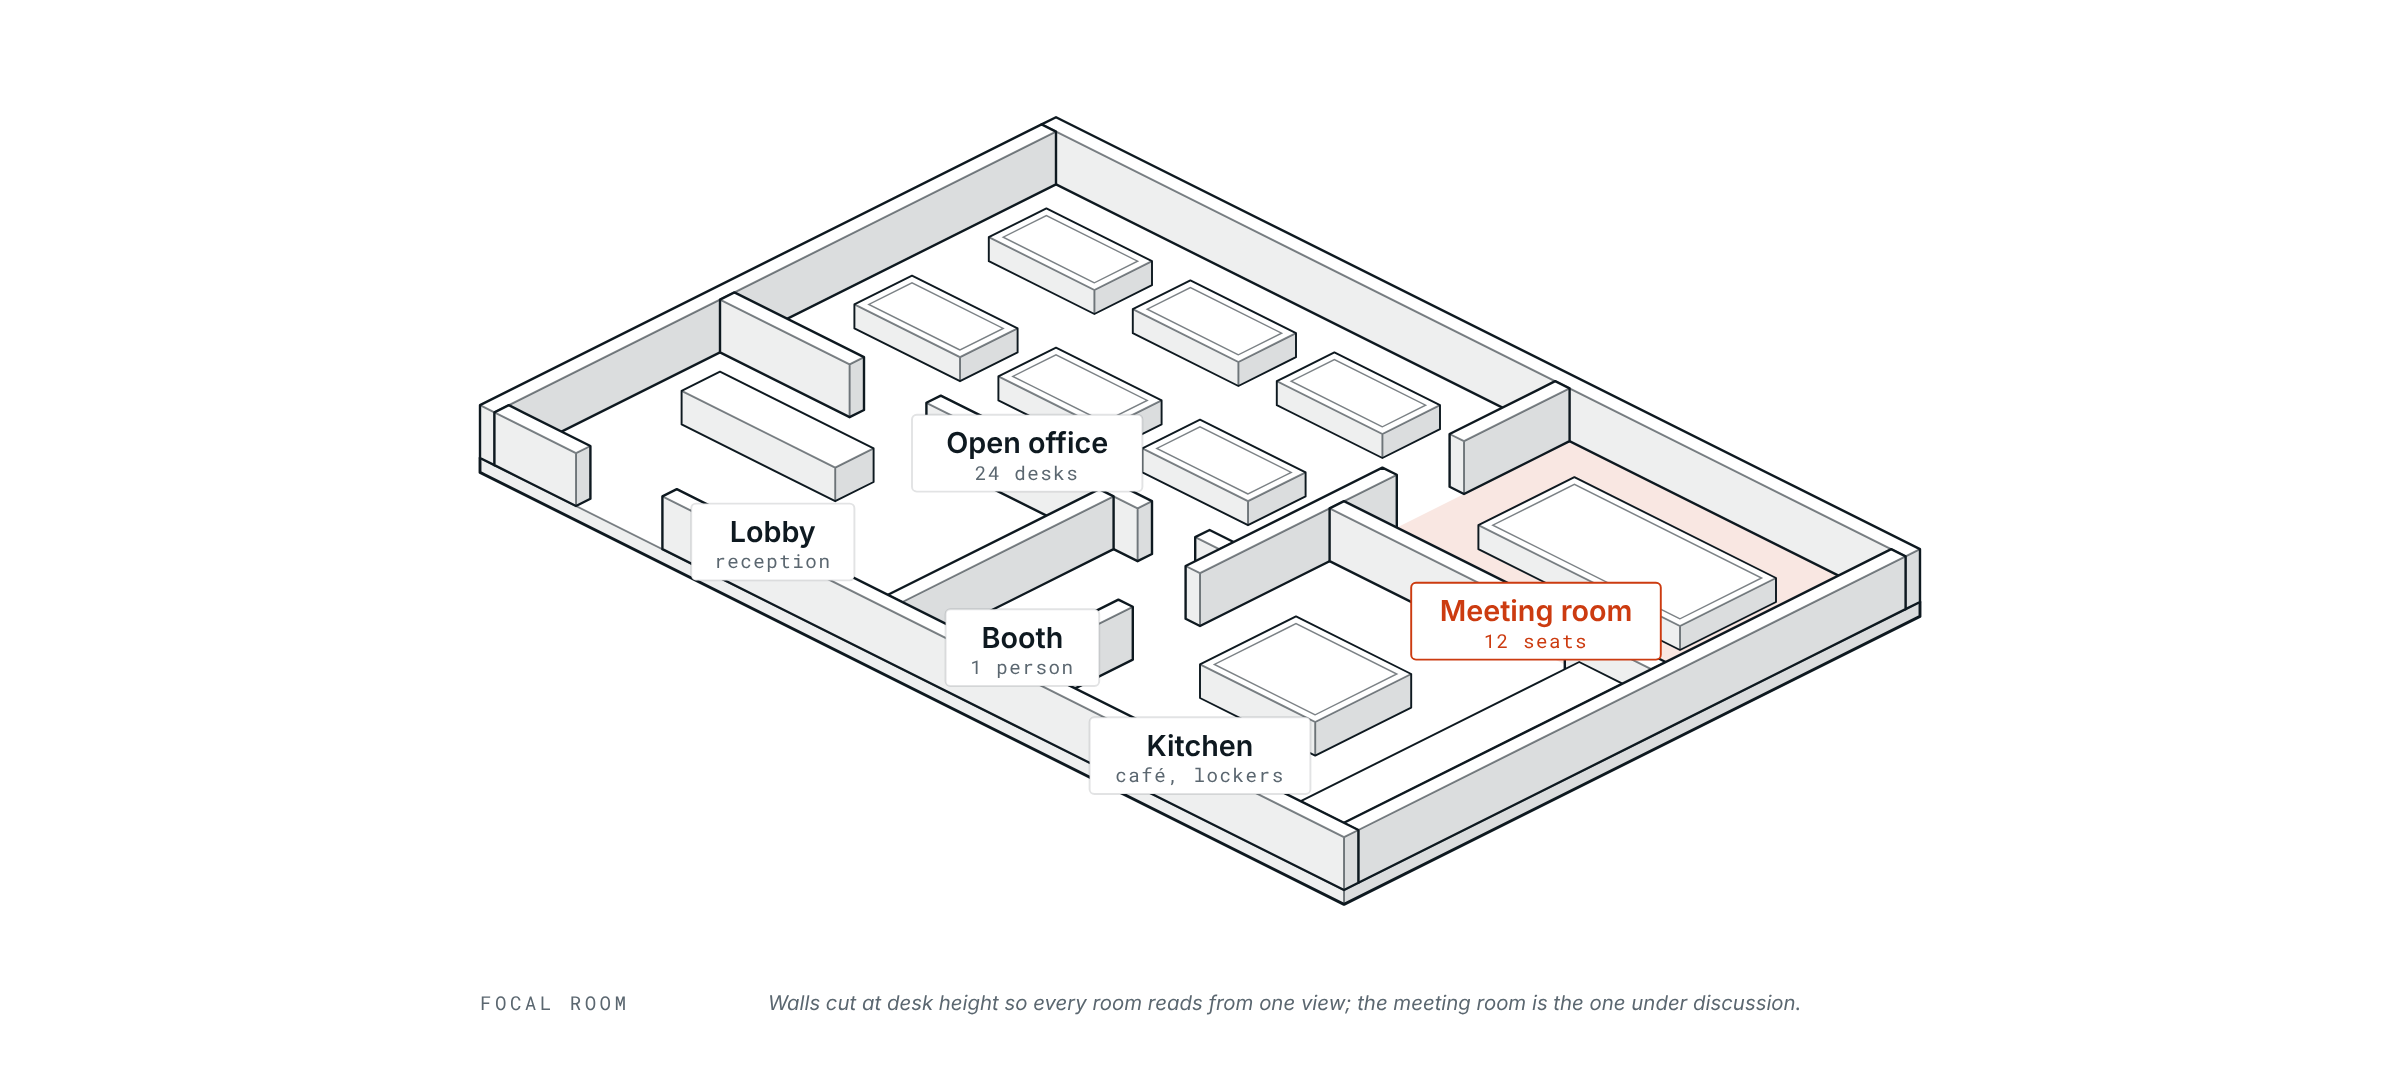 Open office
24 desks
Lobby
reception
Meeting room
12 seats
Booth
1 person
Kitchen
café, lockers
FOCAL ROOM
Walls cut at desk height so every room reads from one view; the meeting room is the one under discussion.